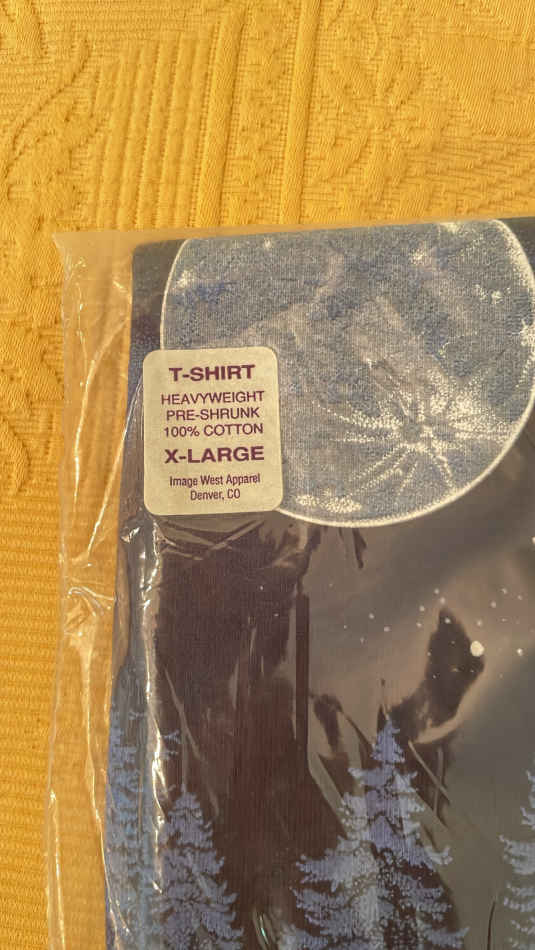 T-SHIRT
HEAVYWEIGHT
PRE-SHRUNK
100% COTTON
X-LARGE
Image West Apparel
Denver, CO